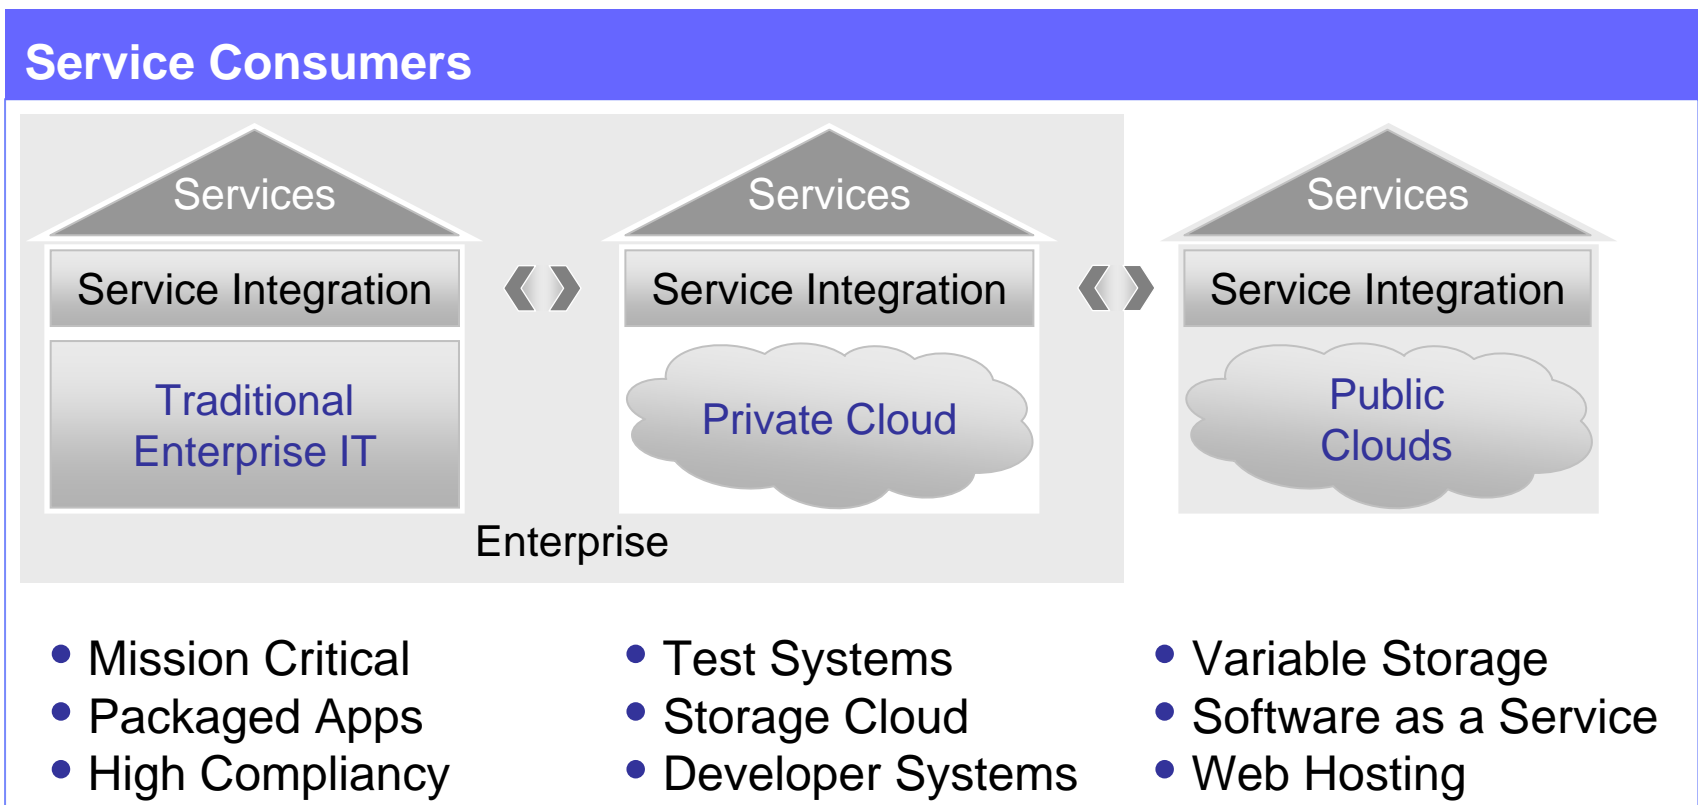 Service Consumers
Services
Services
Services
Service Integration
Service Integration
Service Integration
Traditional
Enterprise IT
Private Cloud
Public
Clouds
Enterprise
• Mission Critical
• Packaged Apps
• High Compliancy
• Test Systems
• Storage Cloud
• Developer Systems
• Variable Storage
• Software as a Service
• Web Hosting